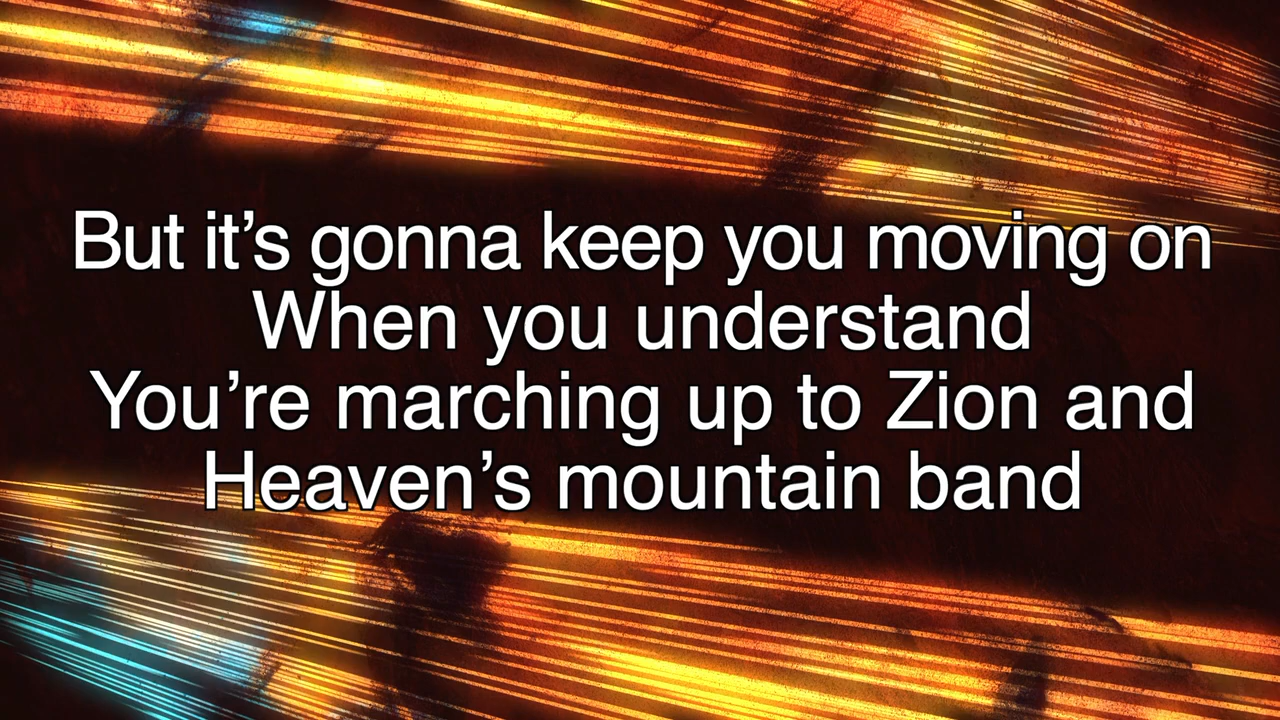 But it’s gonna keep you moving on
When you understand
You’re marching up to Zion and
Heaven’s mountain band